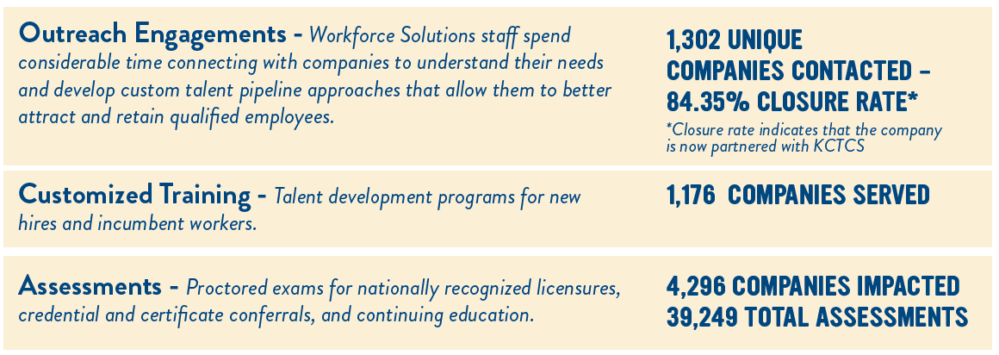 Outreach Engagements - Workforce Solutions staff spend
considerable time connecting with companies to understand their needs
and develop custom talent pipeline approaches that allow them to better
attract and retain qualified employees.
1,302 UNIQUE
COMPANIES CONTACTED –
84.35% CLOSURE RATE*
*Closure rate indicates that the company
is now partnered with KCTCS
Customized Training - Talent development programs for new
hires and incumbent workers.
1,176 COMPANIES SERVED
Assessments - Proctored exams for nationally recognized licensures,
credential and certificate conferrals, and continuing education.
4,296 COMPANIES IMPACTED
39,249 TOTAL ASSESSMENTS